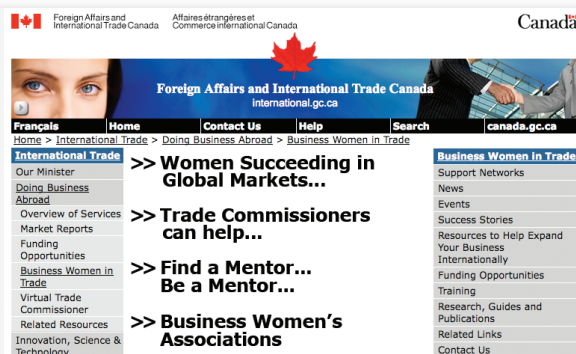 Foreign Affairs and
International Trade Canada
Affaires étrangères et
Commerce international Canada
Canada
Foreign Affairs and International Trade Canada
international.gc.ca
Français Home Contact Us Help Search canada.gc.ca
Home > International Trade > Doing Business Abroad > Business Women in Trade
International Trade
Our Minister
Doing Business
Abroad
Overview of Services
Market Reports
Funding
Opportunities
Business Women in
Trade
Virtual Trade
Commissioner
Related Resources
Innovation, Science &
Technology
>> Women Succeeding in
Global Markets...
>> Trade Commissioners
can help...
>> Find a Mentor...
Be a Mentor...
>> Business Women’s
Associations
Business Women in Trade
Support Networks
News
Events
Success Stories
Resources to Help Expand
Your Business
Internationally
Funding Opportunities
Training
Research, Guides and
Publications
Related Links
Contact Us